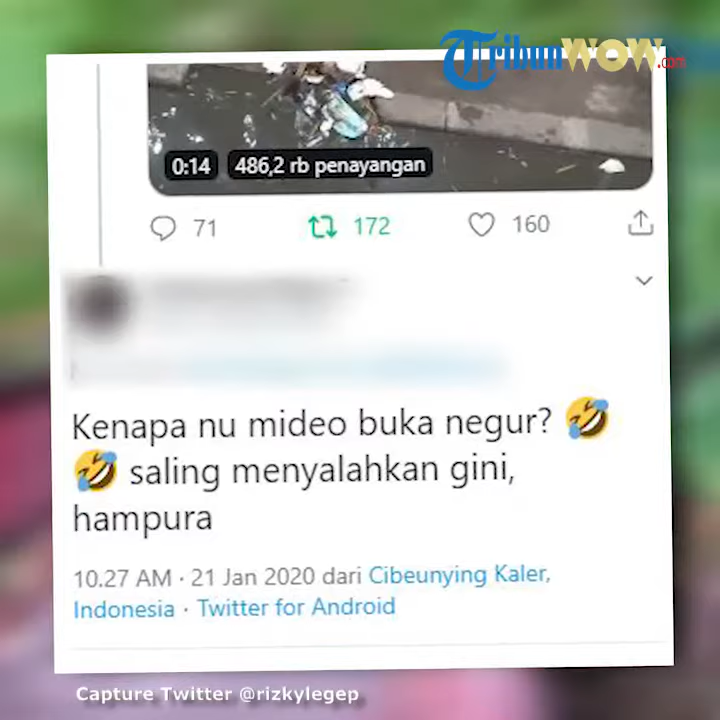 TribunWOW.com
0:14 486,2 rb penayangan
71 172 160
Kenapa nu mideo buka negur? 🤣
🤣 saling menyalahkan gini,
hampura
10.27 AM · 21 Jan 2020 dari Cibeunying Kaler,
Indonesia · Twitter for Android
Capture Twitter @rizkylegep